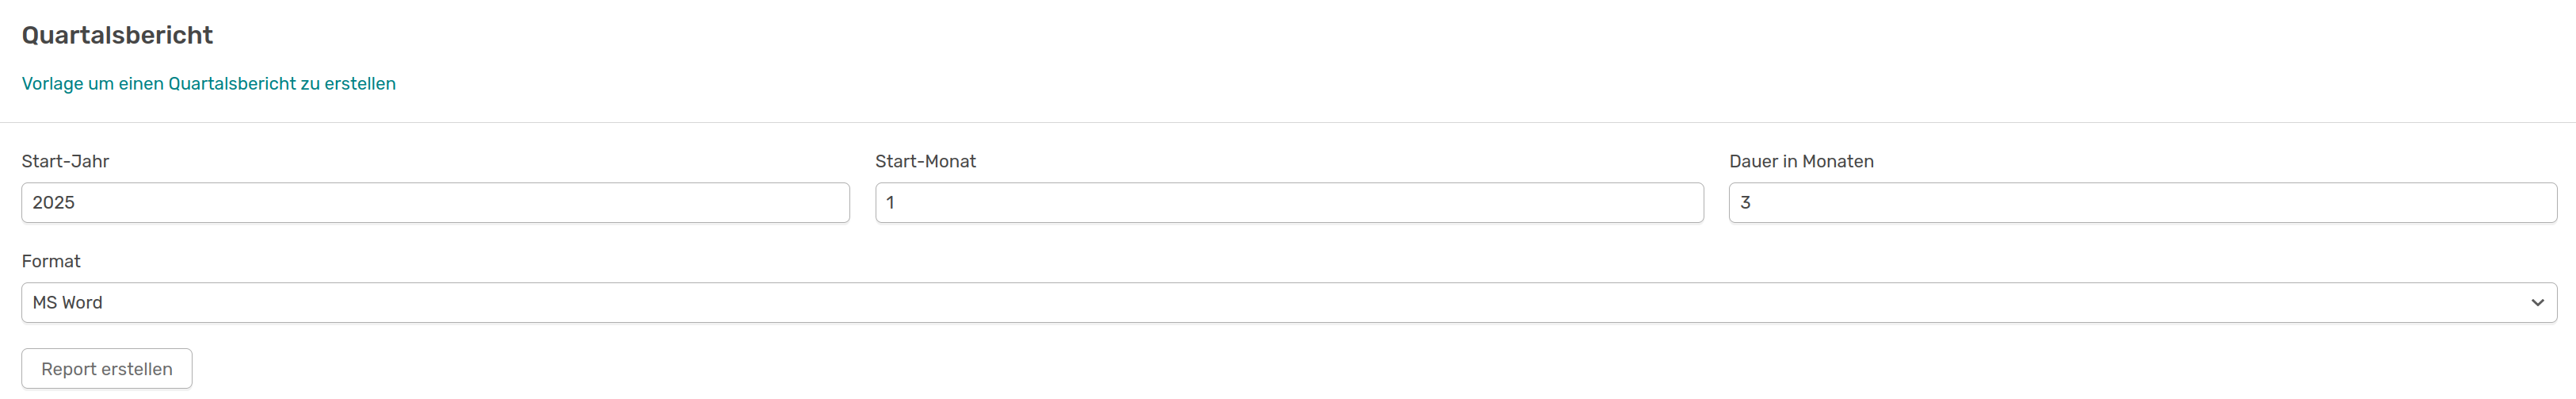 Quartalsbericht
Vorlage um einen Quartalsbericht zu erstellen
Start-Jahr
2025
Start-Monat
1
Dauer in Monaten
3
Format
MS Word
Report erstellen